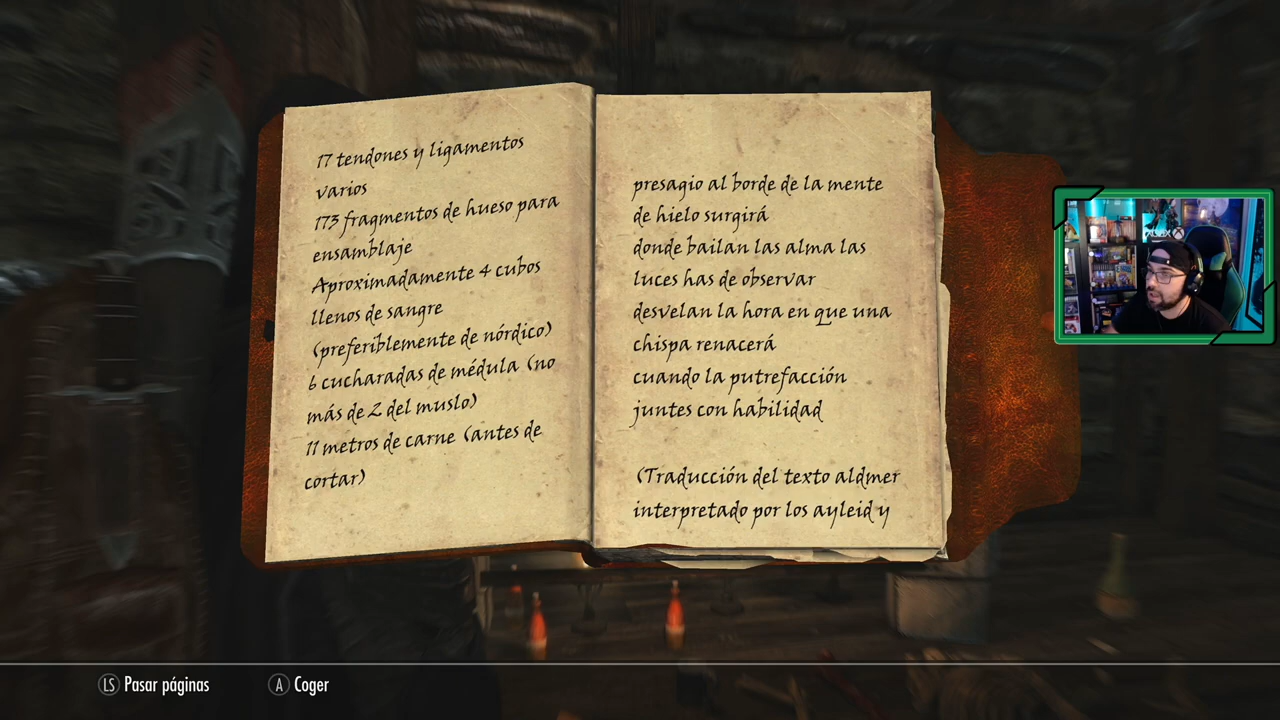 17 tendones y ligamentos
varios
173 fragmentos de hueso para
ensamblaje
Aproximadamente 4 cubos
llenos de sangre
(preferiblemente de nórdico)
6 cucharadas de médula (no
más de 2 del muslo)
11 metros de carne (antes de
cortar)
presagio al borde de la mente
de hielo surgirá
donde bailan las alma las
luces has de observar
desvelan la hora en que una
chispa renacerá
cuando la putrefacción
juntes con habilidad
(Traducción del texto aldmer
interpretado por los ayleid y
XBOX
LS Pasar páginas
A Coger